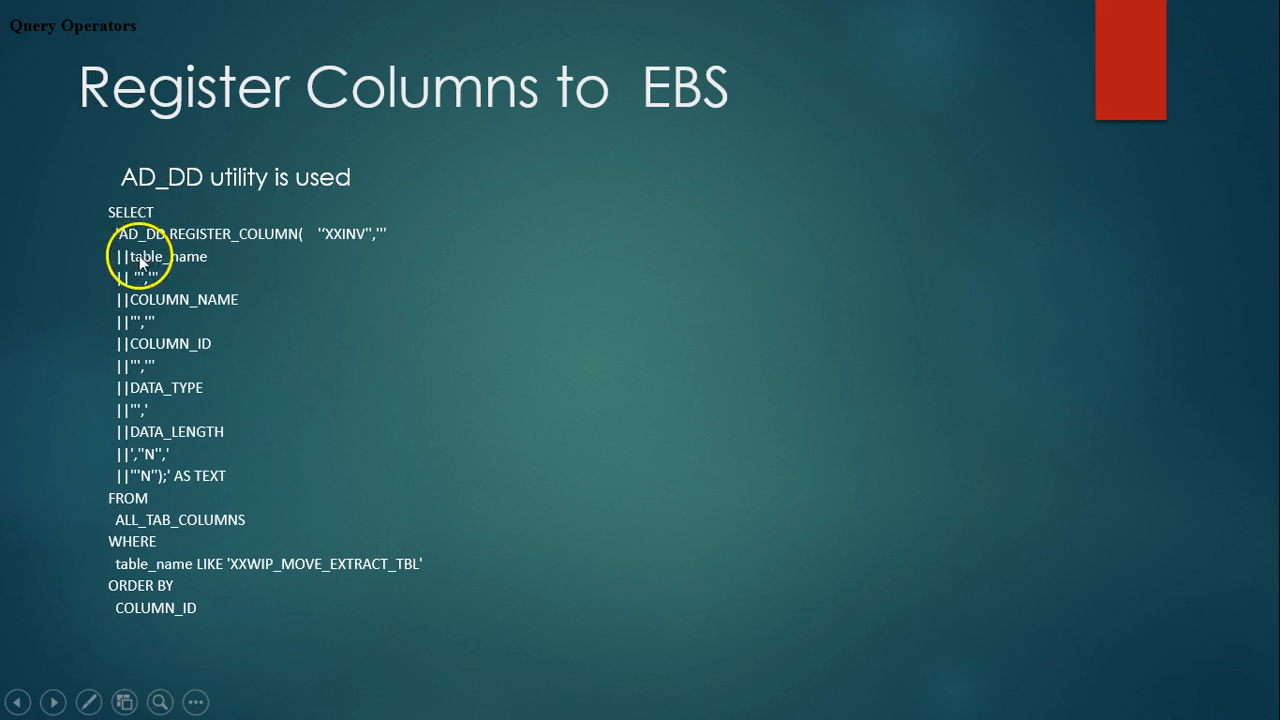 Query Operators
Register Columns to EBS
AD_DD utility is used
SELECT
'AD_DD.REGISTER_COLUMN( ''XXINV'','''
||table_name
|| ''','''
||COLUMN_NAME
||''','''
||COLUMN_ID
||''','''
||DATA_TYPE
||''','
||DATA_LENGTH
||',''N'','
||'''N'');' AS TEXT
FROM
ALL_TAB_COLUMNS
WHERE
table_name LIKE 'XXWIP_MOVE_EXTRACT_TBL'
ORDER BY
COLUMN_ID